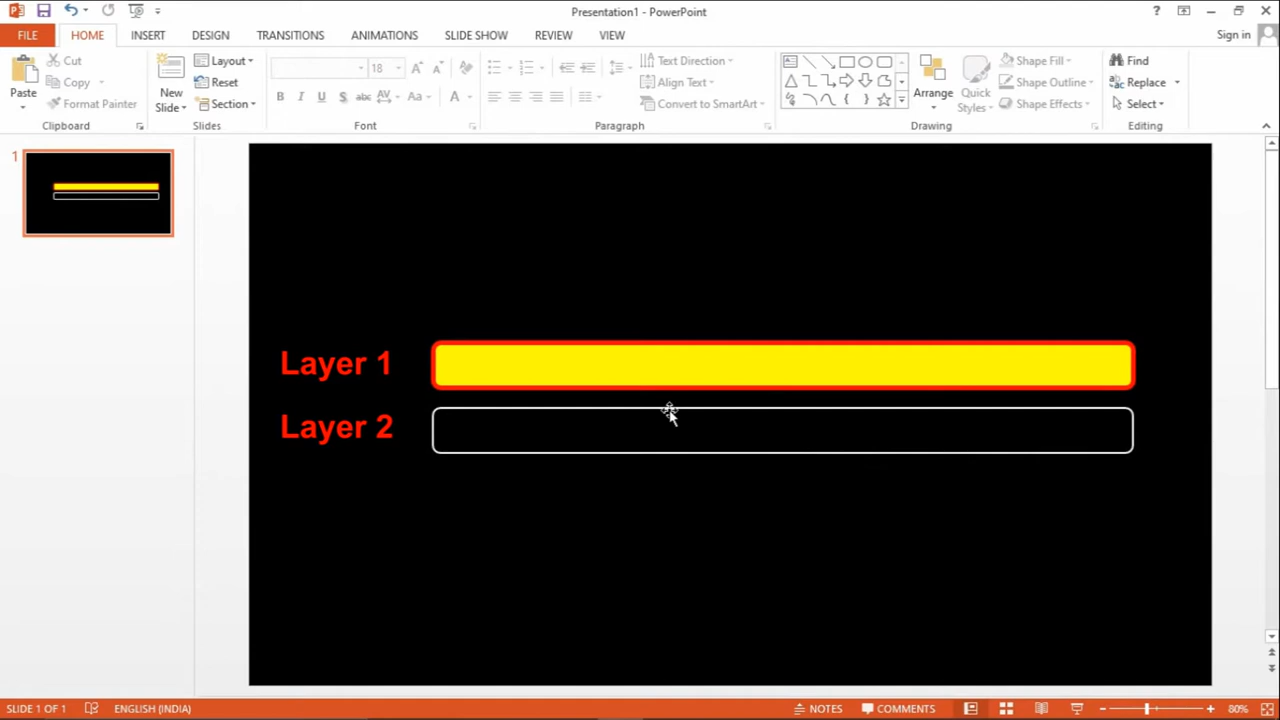 Presentation1 - PowerPoint
?
FILE HOME INSERT DESIGN TRANSITIONS ANIMATIONS SLIDE SHOW REVIEW VIEW Sign in
Paste
Cut
Copy
Format Painter
Clipboard
New
Slide
Layout
Reset
Section
Slides
18
B I U S abc AV Aa A
Font
Text Direction
Align Text
Convert to SmartArt
Paragraph
Arrange
Quick
Styles
Shape Fill
Shape Outline
Shape Effects
Drawing
Find
Replace
Select
Editing
1
Layer 1
Layer 2
SLIDE 1 OF 1 ENGLISH (INDIA) NOTES COMMENTS 80%